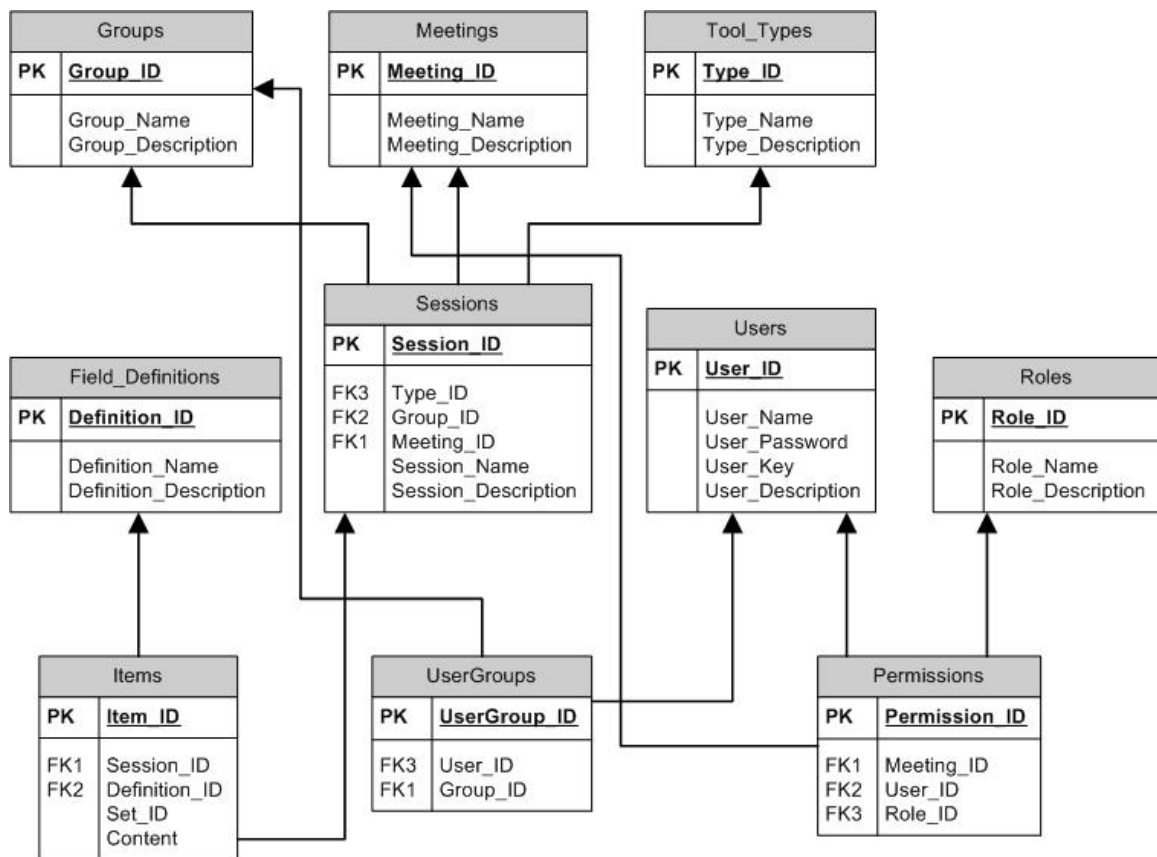 Groups
PK Group_ID
Group_Name
Group_Description
Meetings
PK Meeting_ID
Meeting_Name
Meeting_Description
Tool_Types
PK Type_ID
Type_Name
Type_Description
Sessions
PK Session_ID
FK3 Type_ID
FK2 Group_ID
FK1 Meeting_ID
Session_Name
Session_Description
Users
PK User_ID
User_Name
User_Password
User_Key
User_Description
Field_Definitions
PK Definition_ID
Definition_Name
Definition_Description
Roles
PK Role_ID
Role_Name
Role_Description
Items
PK Item_ID
FK1 Session_ID
FK2 Definition_ID
Set_ID
Content
UserGroups
PK UserGroup_ID
FK3 User_ID
FK1 Group_ID
Permissions
PK Permission_ID
FK1 Meeting_ID
FK2 User_ID
FK3 Role_ID